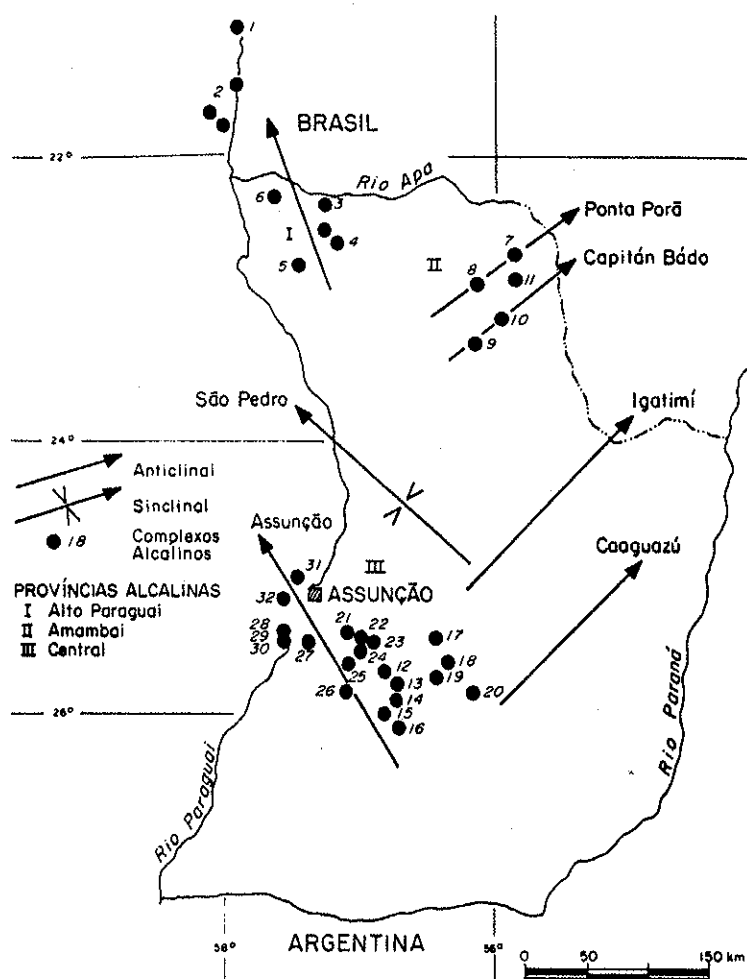 1
2
BRASIL
22°
Rio Apa
6
3
Ponta Porã
I
4
7
II
Capitán Bádo
5
8
11
10
9
São Pedro
Igatimí
24°
Anticlinal
Sinclinal
Assunção
Caaguazú
18 Complexos Alcalinos
31
III
PROVÍNCIAS ALCALINAS
32
ASSUNÇÃO
I Alto Paraguai
II Amambai
III Central
28
21
22
17
29
23
30
27
24
12
18
25
13
19
26
14
20
26°
15
16
Rio Paraguai
Rio Paraná
58°
56°
ARGENTINA
0 50 100 150 km